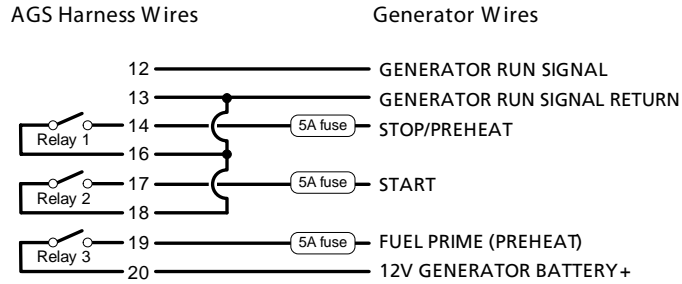 AGS Harness Wires Generator Wires
12 GENERATOR RUN SIGNAL
13 GENERATOR RUN SIGNAL RETURN
14 5A fuse STOP/PREHEAT
Relay 1
16
17 5A fuse START
Relay 2
18
19 5A fuse FUEL PRIME (PREHEAT)
Relay 3
20 12V GENERATOR BATTERY+